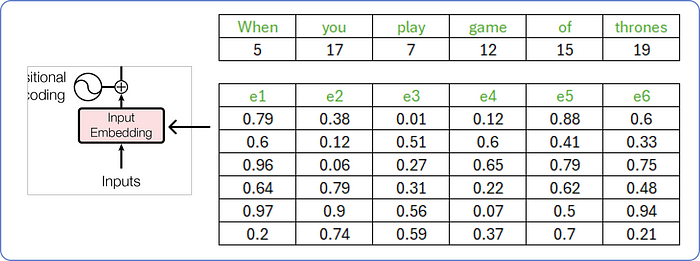 When you play game of thrones
5 17 7 12 15 19
sitional
coding
Input
Embedding
Inputs
e1 e2 e3 e4 e5 e6
0.79 0.38 0.01 0.12 0.88 0.6
0.6 0.12 0.51 0.6 0.41 0.33
0.96 0.06 0.27 0.65 0.79 0.75
0.64 0.79 0.31 0.22 0.62 0.48
0.97 0.9 0.56 0.07 0.5 0.94
0.2 0.74 0.59 0.37 0.7 0.21